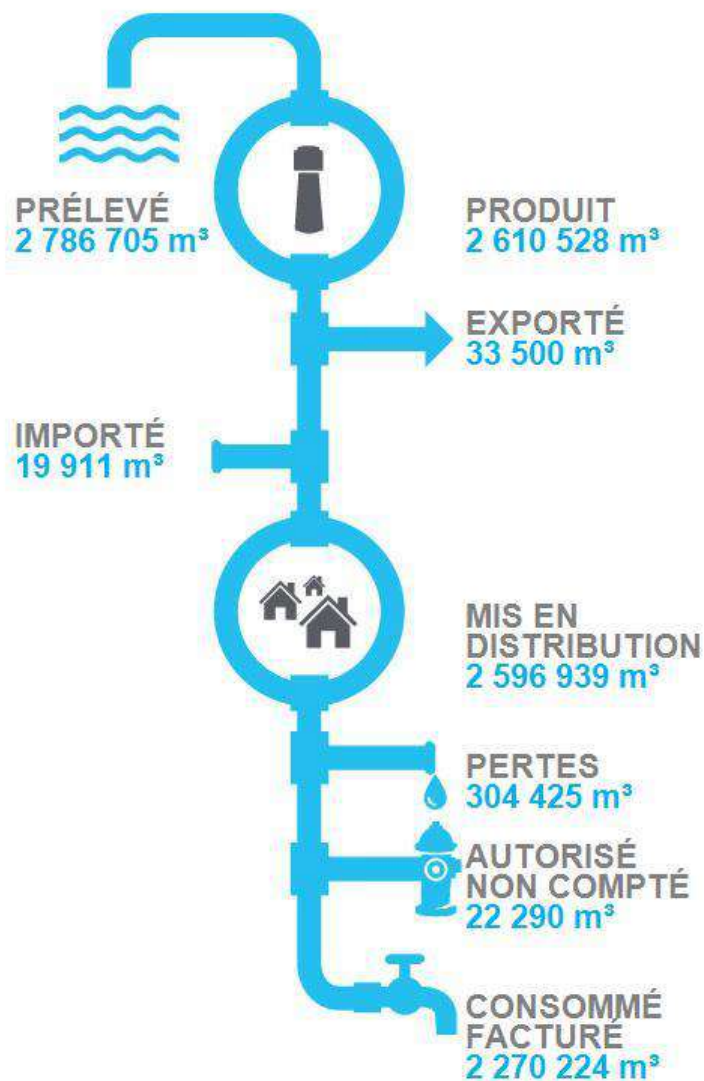 PRÉLEVÉ
2 786 705 m³
PRODUIT
2 610 528 m³
EXPORTÉ
33 500 m³
IMPORTÉ
19 911 m³
MIS EN
DISTRIBUTION
2 596 939 m³
PERTES
304 425 m³
AUTORISÉ
NON COMPTÉ
22 290 m³
CONSOMMÉ
FACTURÉ
2 270 224 m³